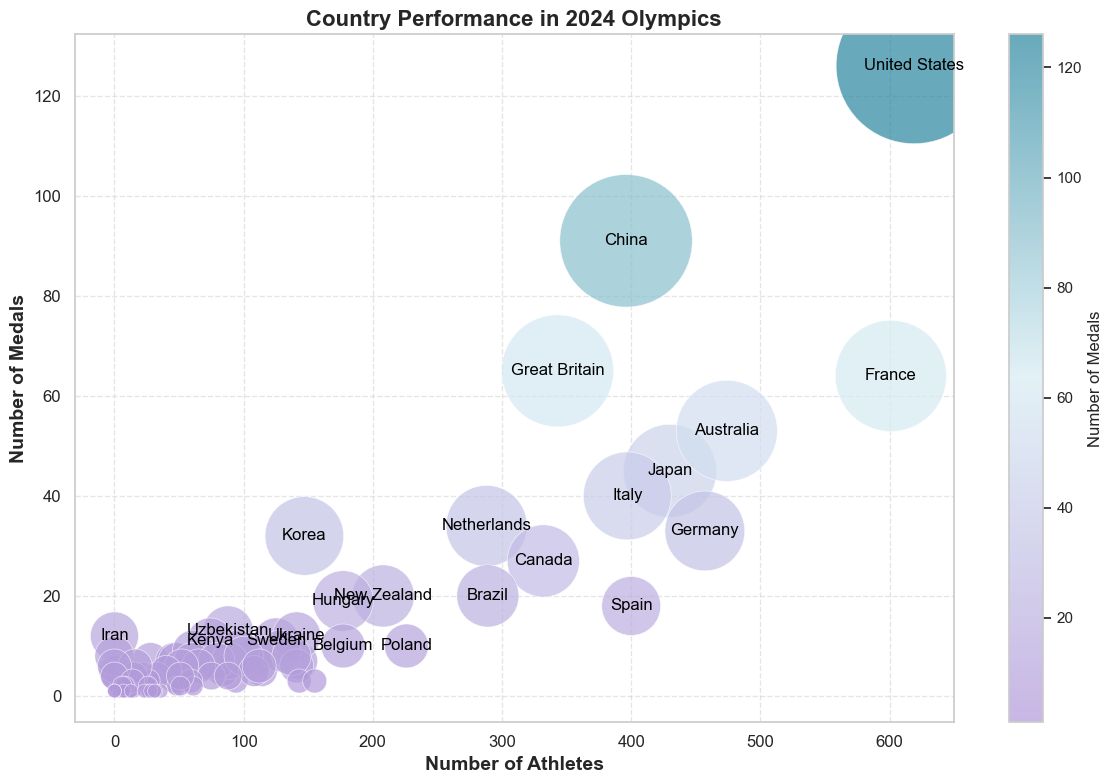 Country Performance in 2024 Olympics
United States
China
Great Britain
France
Australia
Japan
Italy
Netherlands
Germany
Korea
Canada
New Zealand
Hungary
Brazil
Spain
Iran
Uzbekistan
Ukraine
Kenya
Sweden
Belgium
Poland
120
100
80
60
40
20
0
Number of Medals
0
100
200
300
400
500
600
Number of Athletes
120
100
80
60
40
20
Number of Medals